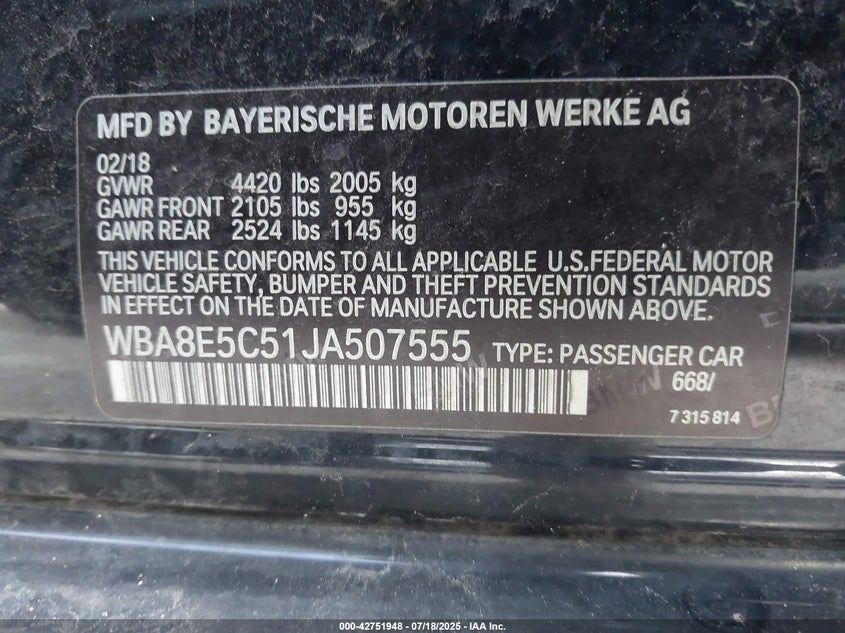 MFD BY BAYERISCHE MOTOREN WERKE AG
02/18
GVWR 4420 lbs 2005 kg
GAWR FRONT 2105 lbs 955 kg
GAWR REAR 2524 lbs 1145 kg
THIS VEHICLE CONFORMS TO ALL APPLICABLE U.S.FEDERAL MOTOR
VEHICLE SAFETY, BUMPER AND THEFT PREVENTION STANDARDS
IN EFFECT ON THE DATE OF MANUFACTURE SHOWN ABOVE.
WBA8E5C51JA507555 TYPE: PASSENGER CAR
668/
7 315 814
000-42751948 - 07/18/2025 - IAA Inc.